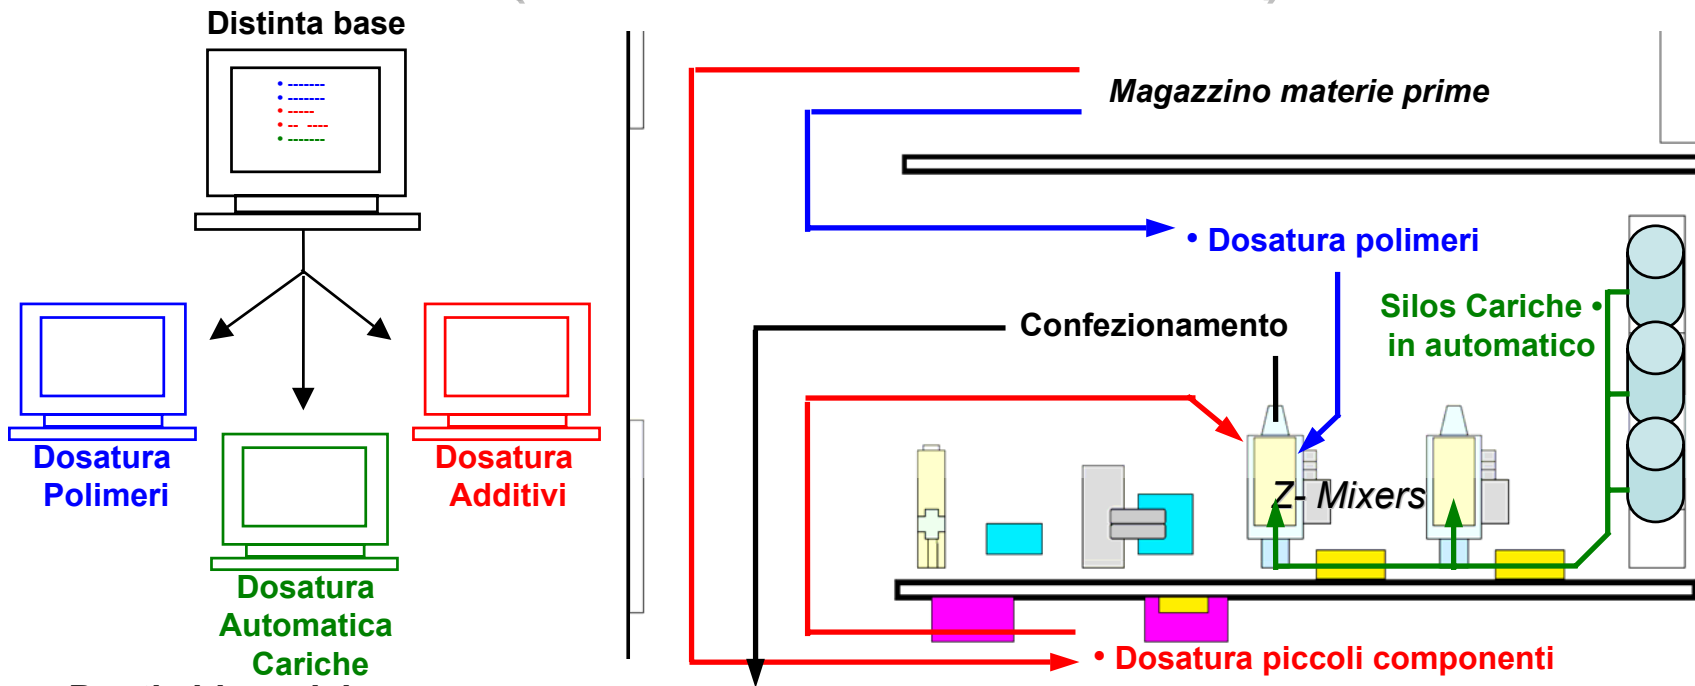 Distinta base
Magazzino materie prime
• Dosatura polimeri
Silos Cariche •
in automatico
Confezionamento
Z- Mixers
Dosatura
Polimeri
Dosatura
Additivi
Dosatura
Automatica
Cariche
• Dosatura piccoli componenti